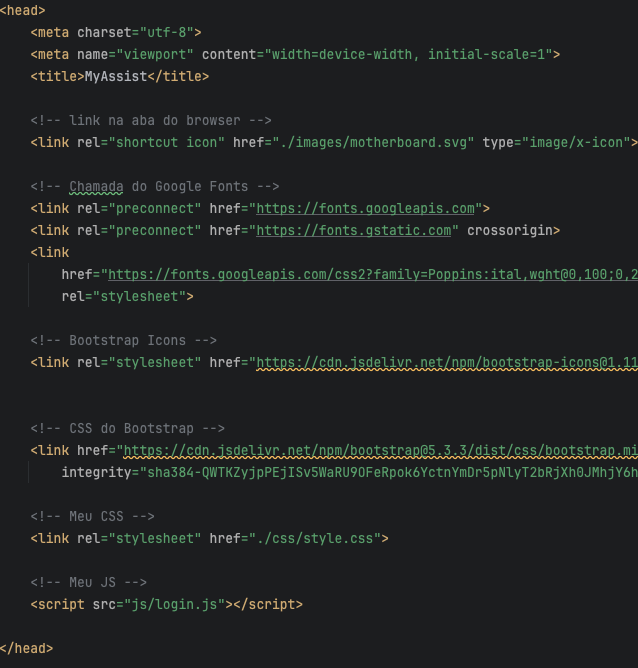 <head>
<meta charset="utf-8">
<meta name="viewport" content="width=device-width, initial-scale=1">
<title>MyAssist</title>
<!-- link na aba do browser -->
<link rel="shortcut icon" href="./images/motherboard.svg" type="image/x-icon">
<!-- Chamada do Google Fonts -->
<link rel="preconnect" href="https://fonts.googleapis.com">
<link rel="preconnect" href="https://fonts.gstatic.com" crossorigin>
<link
href="https://fonts.googleapis.com/css2?family=Poppins:ital,wght@0,100;0,2
rel="stylesheet">
<!-- Bootstrap Icons -->
<link rel="stylesheet" href="https://cdn.jsdelivr.net/npm/bootstrap-icons@1.11
<!-- CSS do Bootstrap -->
<link href="https://cdn.jsdelivr.net/npm/bootstrap@5.3.3/dist/css/bootstrap.mi
integrity="sha384-QWTKZyjpPEjISv5WaRU9OFeRpok6YctnYmDr5pNlyT2bRjXh0JMhjY6h
<!-- Meu CSS -->
<link rel="stylesheet" href="./css/style.css">
<!-- Meu JS -->
<script src="js/login.js"></script>
</head>